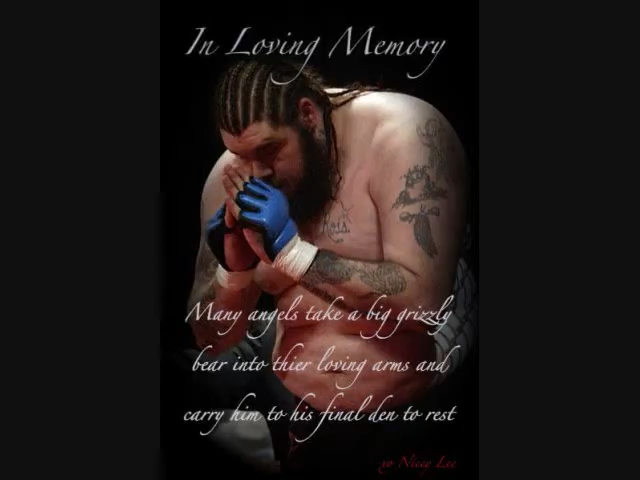 In Loving Memory
Many angels take a big grizzly
bear into thier loving arms and
carry him to his final den to rest
xo Nicey Lee